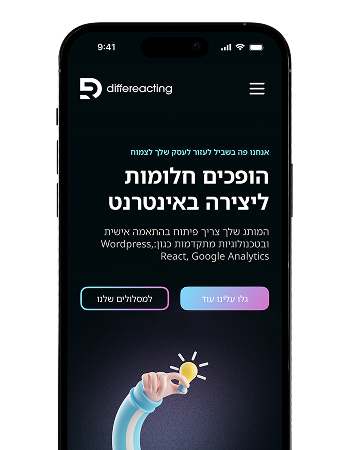 9:41
differeacting
אנחנו פה בשביל לעזור לעסק שלך לצמוח
הופכים חלומות
ליצירה באינטרנט
המותג שלך צריך פיתוח בהתאמה אישית
ובטכנולוגיות מתקדמות כגון:,Wordpress
React, Google Analytics
גלו עלינו עוד
למסלולים שלנו